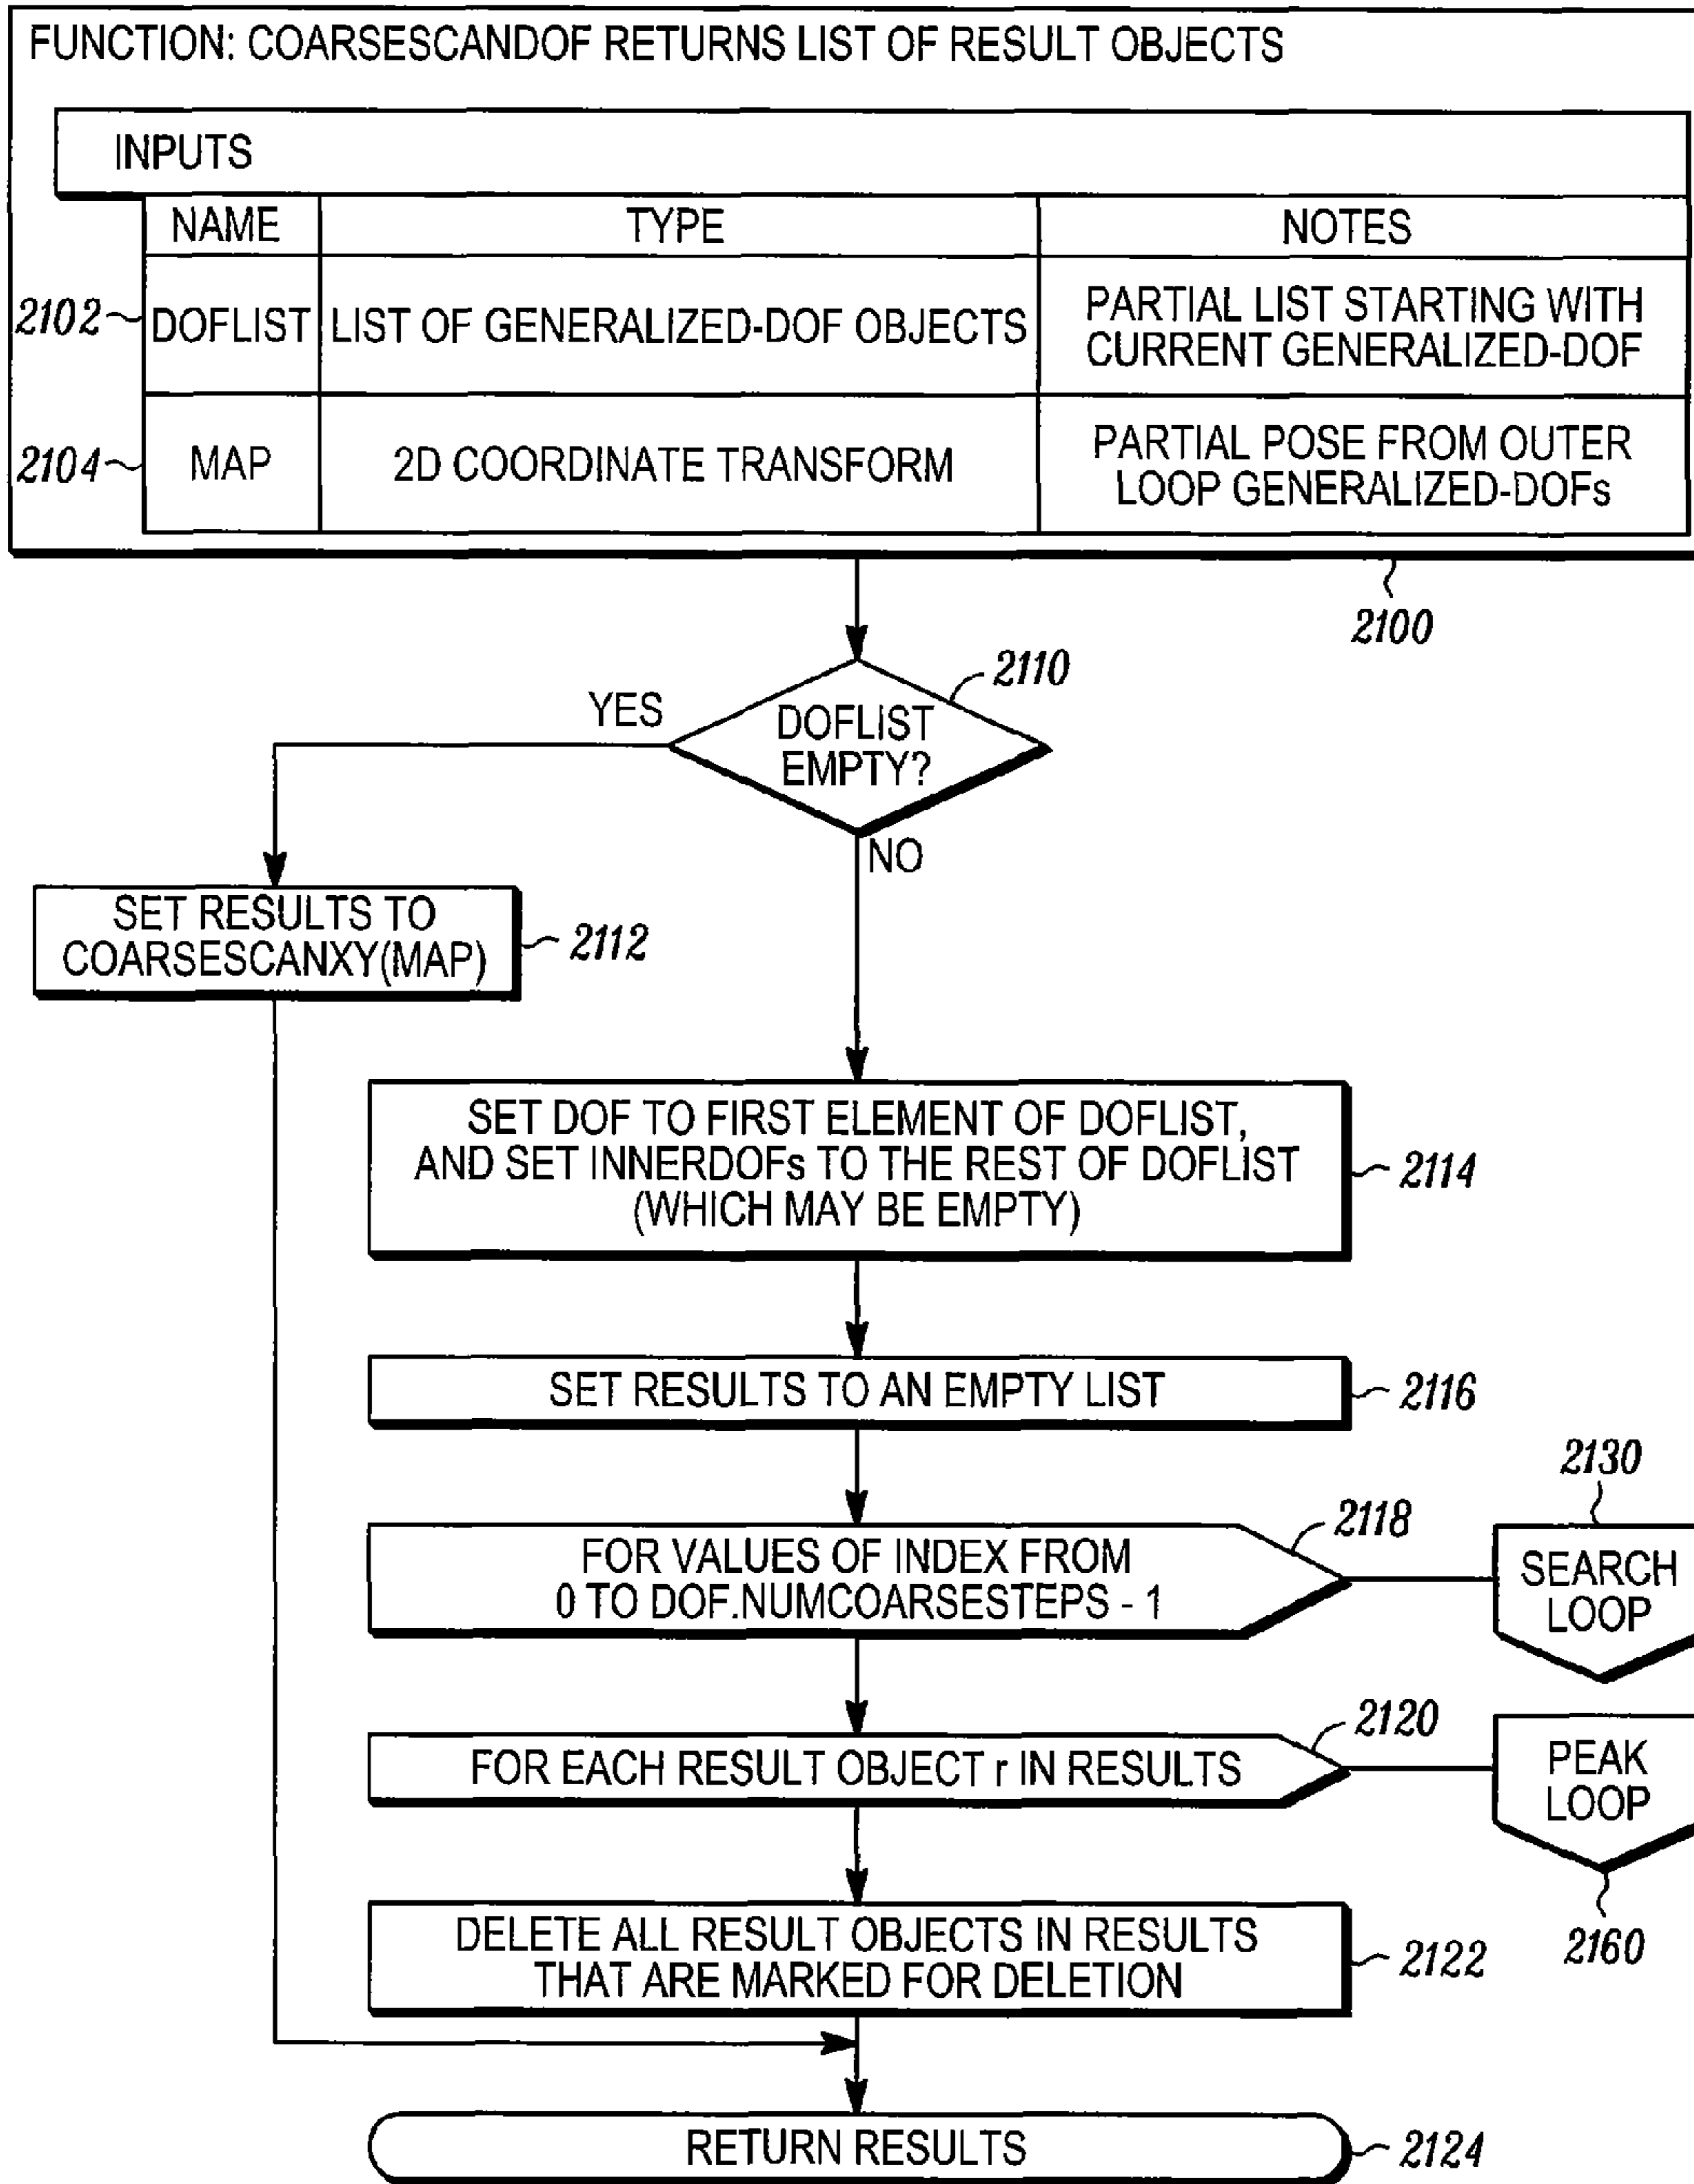 FUNCTION: COARSESCANDOF RETURNS LIST OF RESULT OBJECTS
INPUTS
NAME TYPE NOTES
2102 DOFLIST LIST OF GENERALIZED-DOF OBJECTS PARTIAL LIST STARTING WITH
CURRENT GENERALIZED-DOF
2104 MAP 2D COORDINATE TRANSFORM PARTIAL POSE FROM OUTER
LOOP GENERALIZED-DOFs
2100
2110
DOFLIST
EMPTY?
YES
NO
SET RESULTS TO
COARSESCANXY(MAP)
2112
SET DOF TO FIRST ELEMENT OF DOFLIST,
AND SET INNERDOFs TO THE REST OF DOFLIST
(WHICH MAY BE EMPTY)
2114
SET RESULTS TO AN EMPTY LIST
2116
FOR VALUES OF INDEX FROM
0 TO DOF.NUMCOARSESTEPS - 1
2118
2130
SEARCH
LOOP
FOR EACH RESULT OBJECT r IN RESULTS
2120
PEAK
LOOP
2160
DELETE ALL RESULT OBJECTS IN RESULTS
THAT ARE MARKED FOR DELETION
2122
RETURN RESULTS
2124